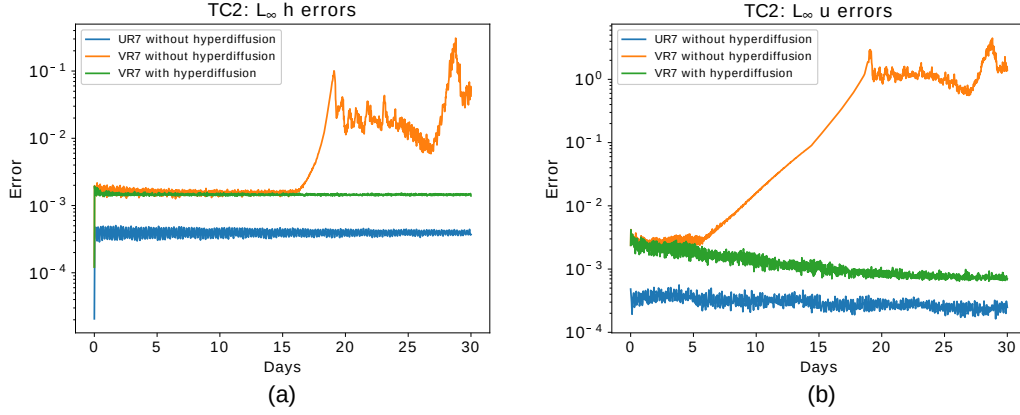 TC2: L∞ h errors
UR7 without hyperdiffusion
VR7 without hyperdiffusion
VR7 with hyperdiffusion
Error
10⁻¹
10⁻²
10⁻³
10⁻⁴
0 5 10 15 20 25 30
Days
(a)
TC2: L∞ u errors
UR7 without hyperdiffusion
VR7 without hyperdiffusion
VR7 with hyperdiffusion
Error
10⁰
10⁻¹
10⁻²
10⁻³
10⁻⁴
0 5 10 15 20 25 30
Days
(b)